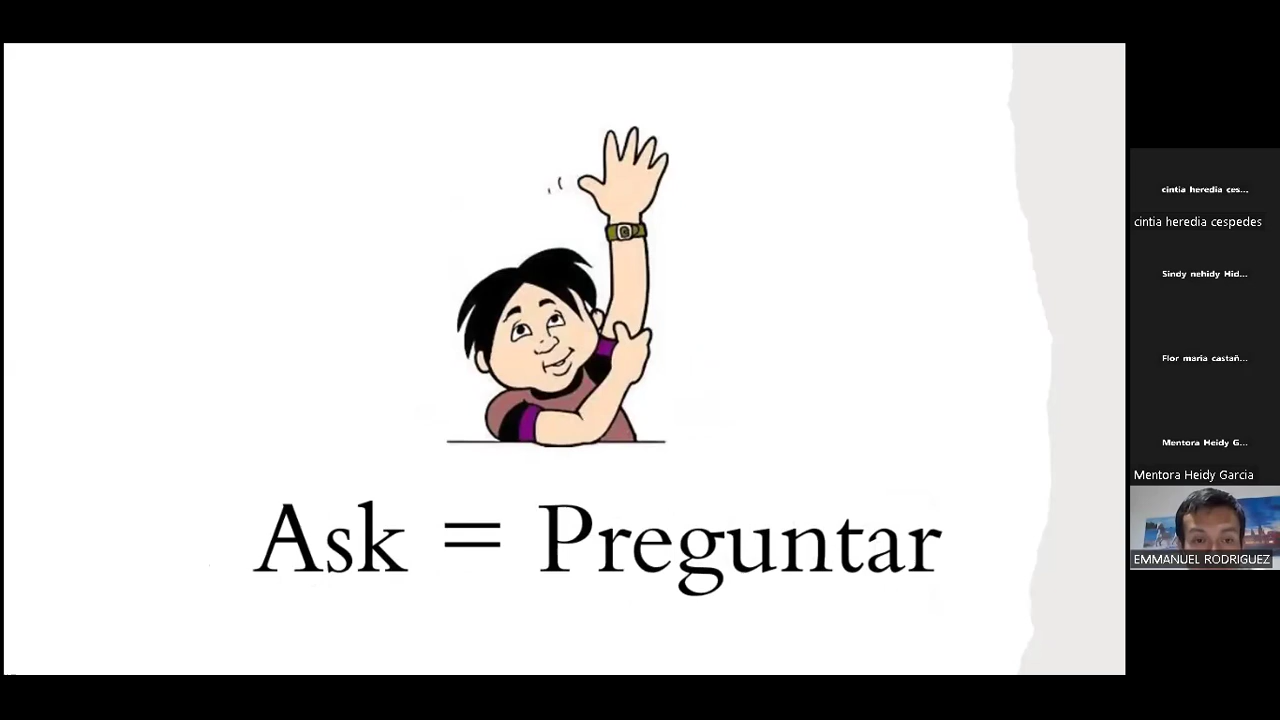 Ask = Preguntar
cintia heredia ces...
cintia heredia cespedes
Sindy nehidy Hid...
Flor maria castañ...
Mentora Heidy G...
Mentora Heidy Garcia
EMMANUEL RODRIGUEZ